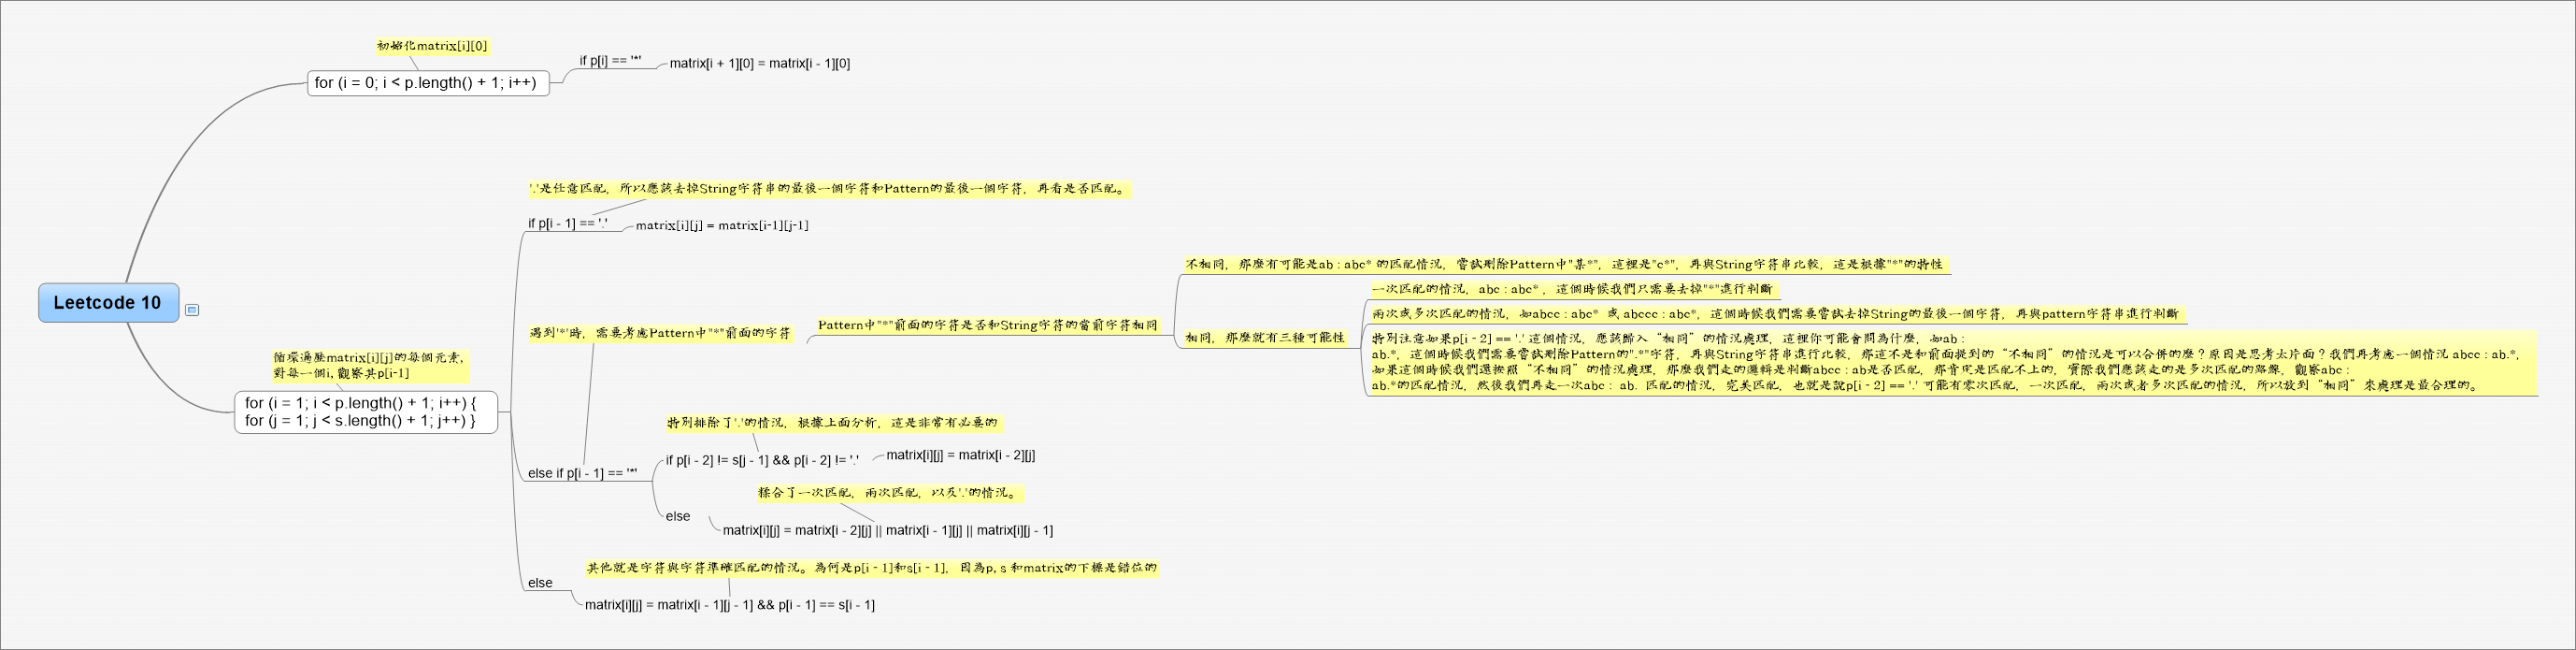 初始化matrix[i][0]
for (i = 0; i < p.length() + 1; i++)
if p[i] == '*'
matrix[i + 1][0] = matrix[i - 1][0]
Leetcode 10
循環遍歷matrix[i][j]的每個元素,
對每一個i, 觀察其p[i-1]
for (i = 1; i < p.length() + 1; i++) {
for (j = 1; j < s.length() + 1; j++) }
'.'是任意匹配, 所以應該去掉String字符串的最後一個字符和Pattern的最後一個字符, 再看是否匹配。
if p[i - 1] == '.'
matrix[i][j] = matrix[i-1][j-1]
遇到'*'時, 需要考慮Pattern中"*"前面的字符
Pattern中"*"前面的字符是否和String字符的當前字符相同
不相同, 那麼有可能是ab : abc* 的匹配情況, 嘗試刪除Pattern中"某*", 這裡是"c*", 再與String字符串比較, 這是根據"*"的特性
相同, 那麼就有三種可能性
一次匹配的情況, abc : abc* , 這個時候我們只需要去掉"*"進行判斷
兩次或多次匹配的情況, 如abcc : abc* 或 abccc : abc*, 這個時候我們需要嘗試去掉String的最後一個字符, 再與pattern字符串進行判斷
特別注意如果p[i - 2] == '.' 這個情況, 應該歸入“相同”的情況處理, 這裡你可能會問為什麼, 如ab :
ab.*, 這個時候我們需要嘗試刪除Pattern的".*"字符, 再與String字符串進行比較, 那這不是和前面提到的“不相同”的情況是可以合併的麼？原因是思考太片面？我們再考慮一個情況 abcc : ab.*,
如果這個時候我們還按照“不相同”的情況處理, 那麼我們走的邏輯是判斷abcc : ab是否匹配, 那肯定是匹配不上的, 實際我們應該走的是多次匹配的路線, 觀察abc :
ab.*的匹配情況, 然後我們再走一次abc : ab. 匹配的情況, 完美匹配, 也就是說p[i - 2] == '.' 可能有零次匹配, 一次匹配, 兩次或者多次匹配的情況, 所以放到“相同”來處理是最合理的。
else if p[i - 1] == '*'
特別排除了'.'的情況, 根據上面分析, 這是非常有必要的
if p[i - 2] != s[j - 1] && p[i - 2] != '.'
matrix[i][j] = matrix[i - 2][j]
else
糅合了一次匹配, 兩次匹配, 以及'.'的情況。
matrix[i][j] = matrix[i - 2][j] || matrix[i - 1][j] || matrix[i][j - 1]
else
其他就是字符與字符準確匹配的情況。為何是p[i - 1]和s[i - 1], 因為p, s 和matrix的下標是錯位的
matrix[i][j] = matrix[i - 1][j - 1] && p[i - 1] == s[i - 1]